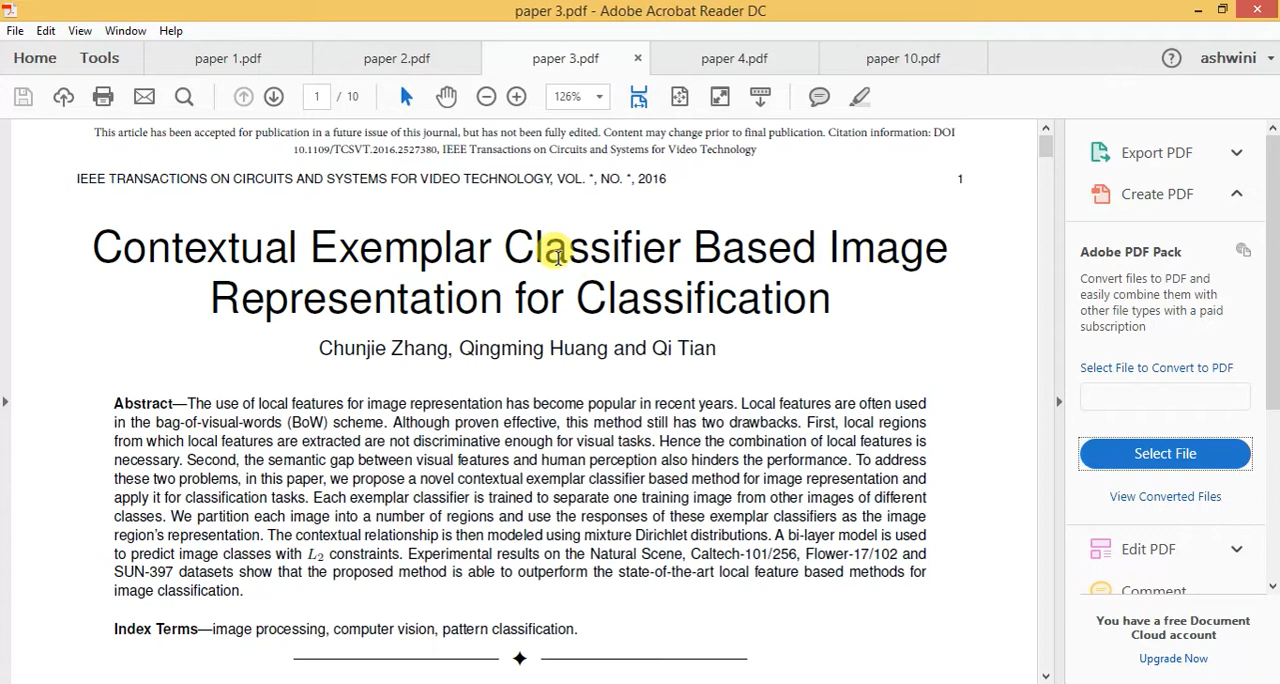 paper 3.pdf - Adobe Acrobat Reader DC
File Edit View Window Help
Home Tools paper 1.pdf paper 2.pdf paper 3.pdf × paper 4.pdf paper 10.pdf ? ashwini
1 / 10 126%
This article has been accepted for publication in a future issue of this journal, but has not been fully edited. Content may change prior to final publication. Citation information: DOI
10.1109/TCSVT.2016.2527380, IEEE Transactions on Circuits and Systems for Video Technology
IEEE TRANSACTIONS ON CIRCUITS AND SYSTEMS FOR VIDEO TECHNOLOGY, VOL. *, NO. *, 2016 1
Contextual Exemplar Classifier Based Image
Representation for Classification
Chunjie Zhang, Qingming Huang and Qi Tian
Abstract—The use of local features for image representation has become popular in recent years. Local features are often used
in the bag-of-visual-words (BoW) scheme. Although proven effective, this method still has two drawbacks. First, local regions
from which local features are extracted are not discriminative enough for visual tasks. Hence the combination of local features is
necessary. Second, the semantic gap between visual features and human perception also hinders the performance. To address
these two problems, in this paper, we propose a novel contextual exemplar classifier based method for image representation and
apply it for classification tasks. Each exemplar classifier is trained to separate one training image from other images of different
classes. We partition each image into a number of regions and use the responses of these exemplar classifiers as the image
region's representation. The contextual relationship is then modeled using mixture Dirichlet distributions. A bi-layer model is used
to predict image classes with L2 constraints. Experimental results on the Natural Scene, Caltech-101/256, Flower-17/102 and
SUN-397 datasets show that the proposed method is able to outperform the state-of-the-art local feature based methods for
image classification.
Index Terms—image processing, computer vision, pattern classification.
Export PDF
Create PDF
Adobe PDF Pack
Convert files to PDF and
easily combine them with
other file types with a paid
subscription
Select File to Convert to PDF
Select File
View Converted Files
Edit PDF
Comment
You have a free Document
Cloud account
Upgrade Now